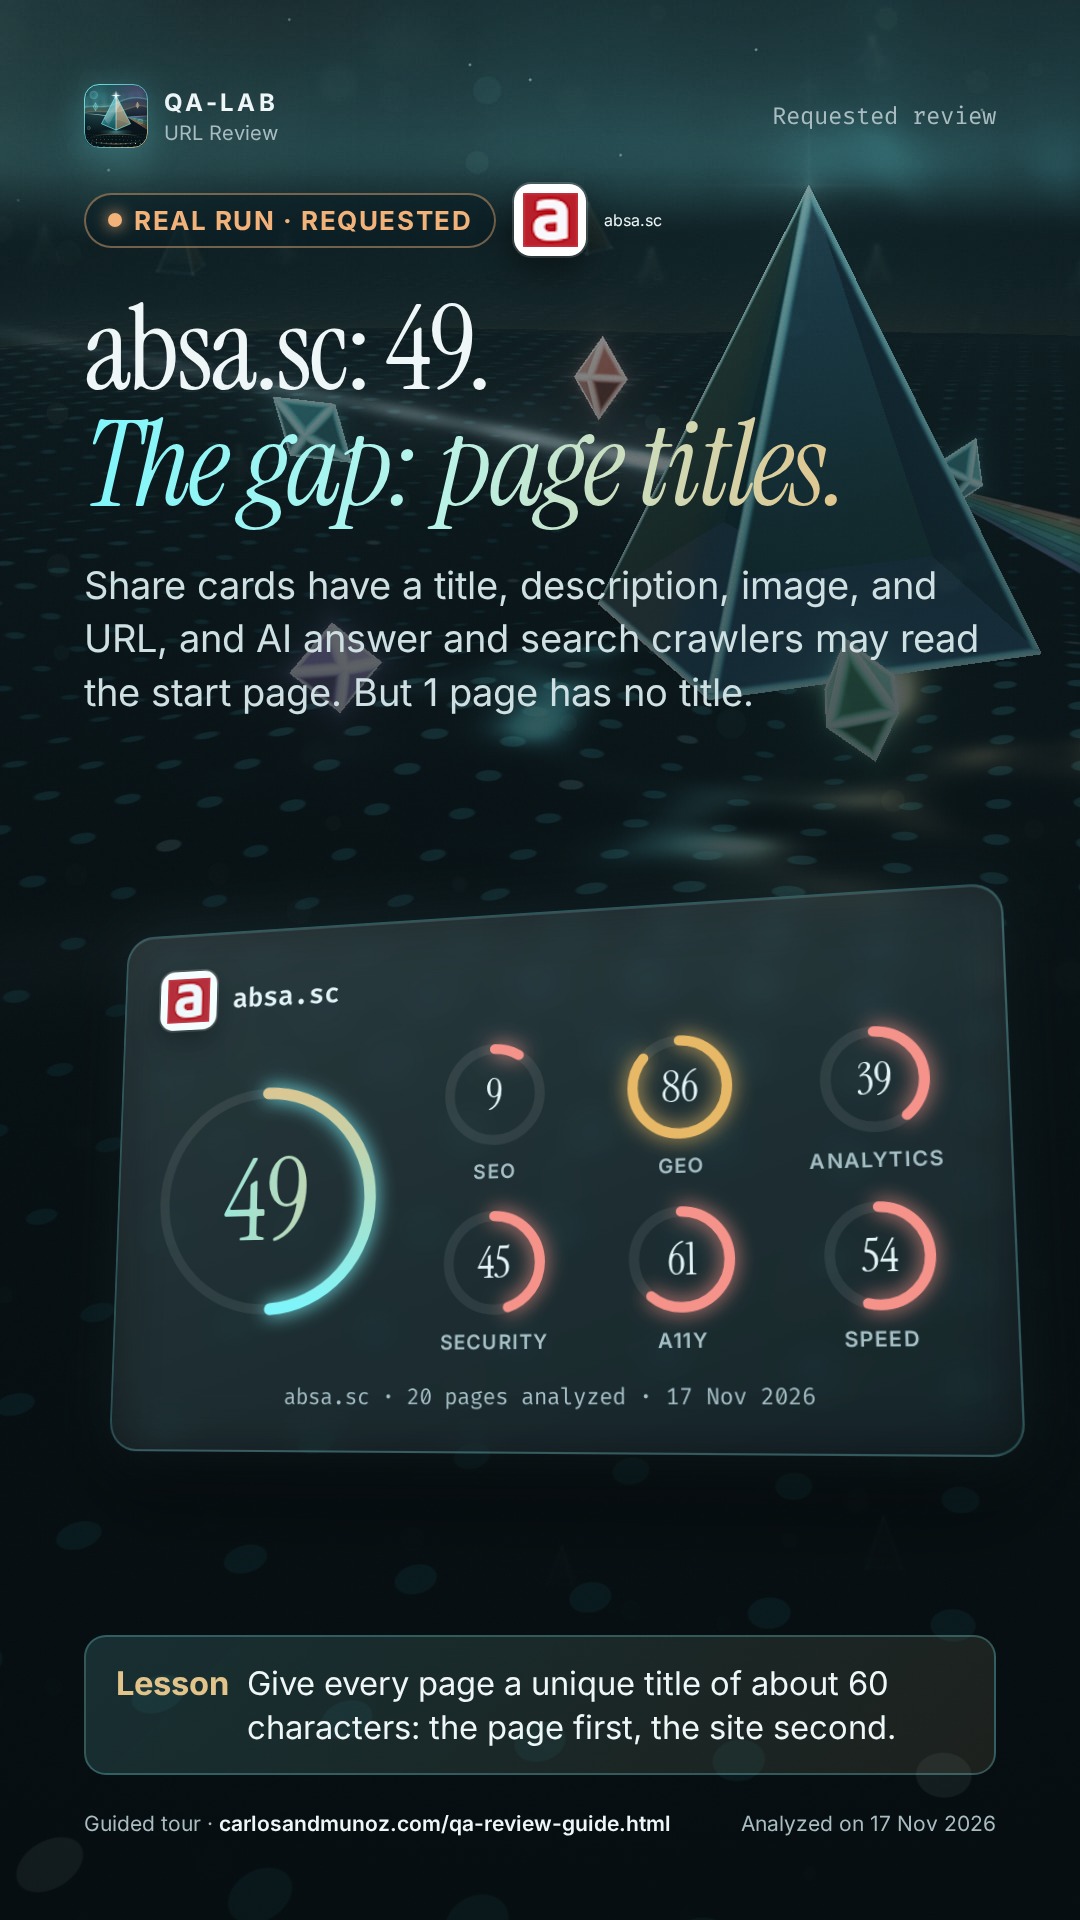 QA-LAB
URL Review
Requested review
REAL RUN · REQUESTED
a
absa.sc
absa.sc: 49.
The gap: page titles.
Share cards have a title, description, image, and
URL, and AI answer and search crawlers may read
the start page. But 1 page has no title.
a
absa.sc
49
9
SEO
86
GEO
39
ANALYTICS
45
SECURITY
61
A11Y
54
SPEED
absa.sc · 20 pages analyzed · 17 Nov 2026
Lesson Give every page a unique title of about 60
characters: the page first, the site second.
Guided tour · carlosandmunoz.com/qa-review-guide.html
Analyzed on 17 Nov 2026